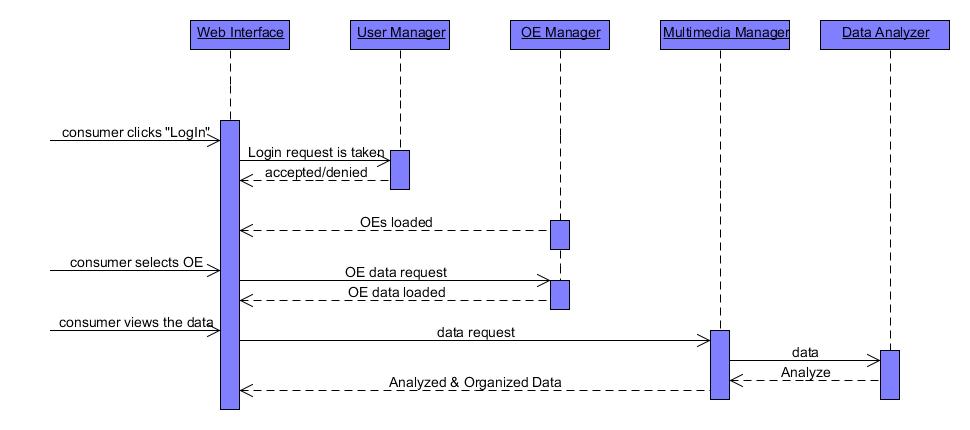 Web Interface
User Manager
OE Manager
Multimedia Manager
Data Analyzer
consumer clicks "LogIn"
Login request is taken
accepted/denied
OEs loaded
consumer selects OE
OE data request
OE data loaded
consumer views the data
data request
data
Analyze
Analyzed & Organized Data